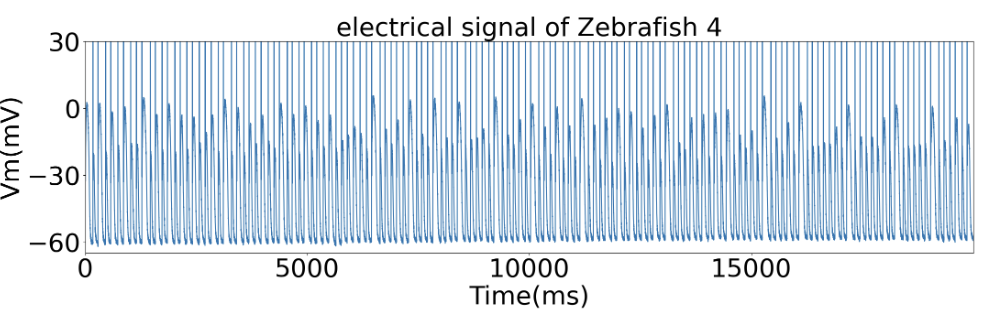 electrical signal of Zebrafish 4
Vm(mV)
30
0
−30
−60
0 5000 10000 15000
Time(ms)